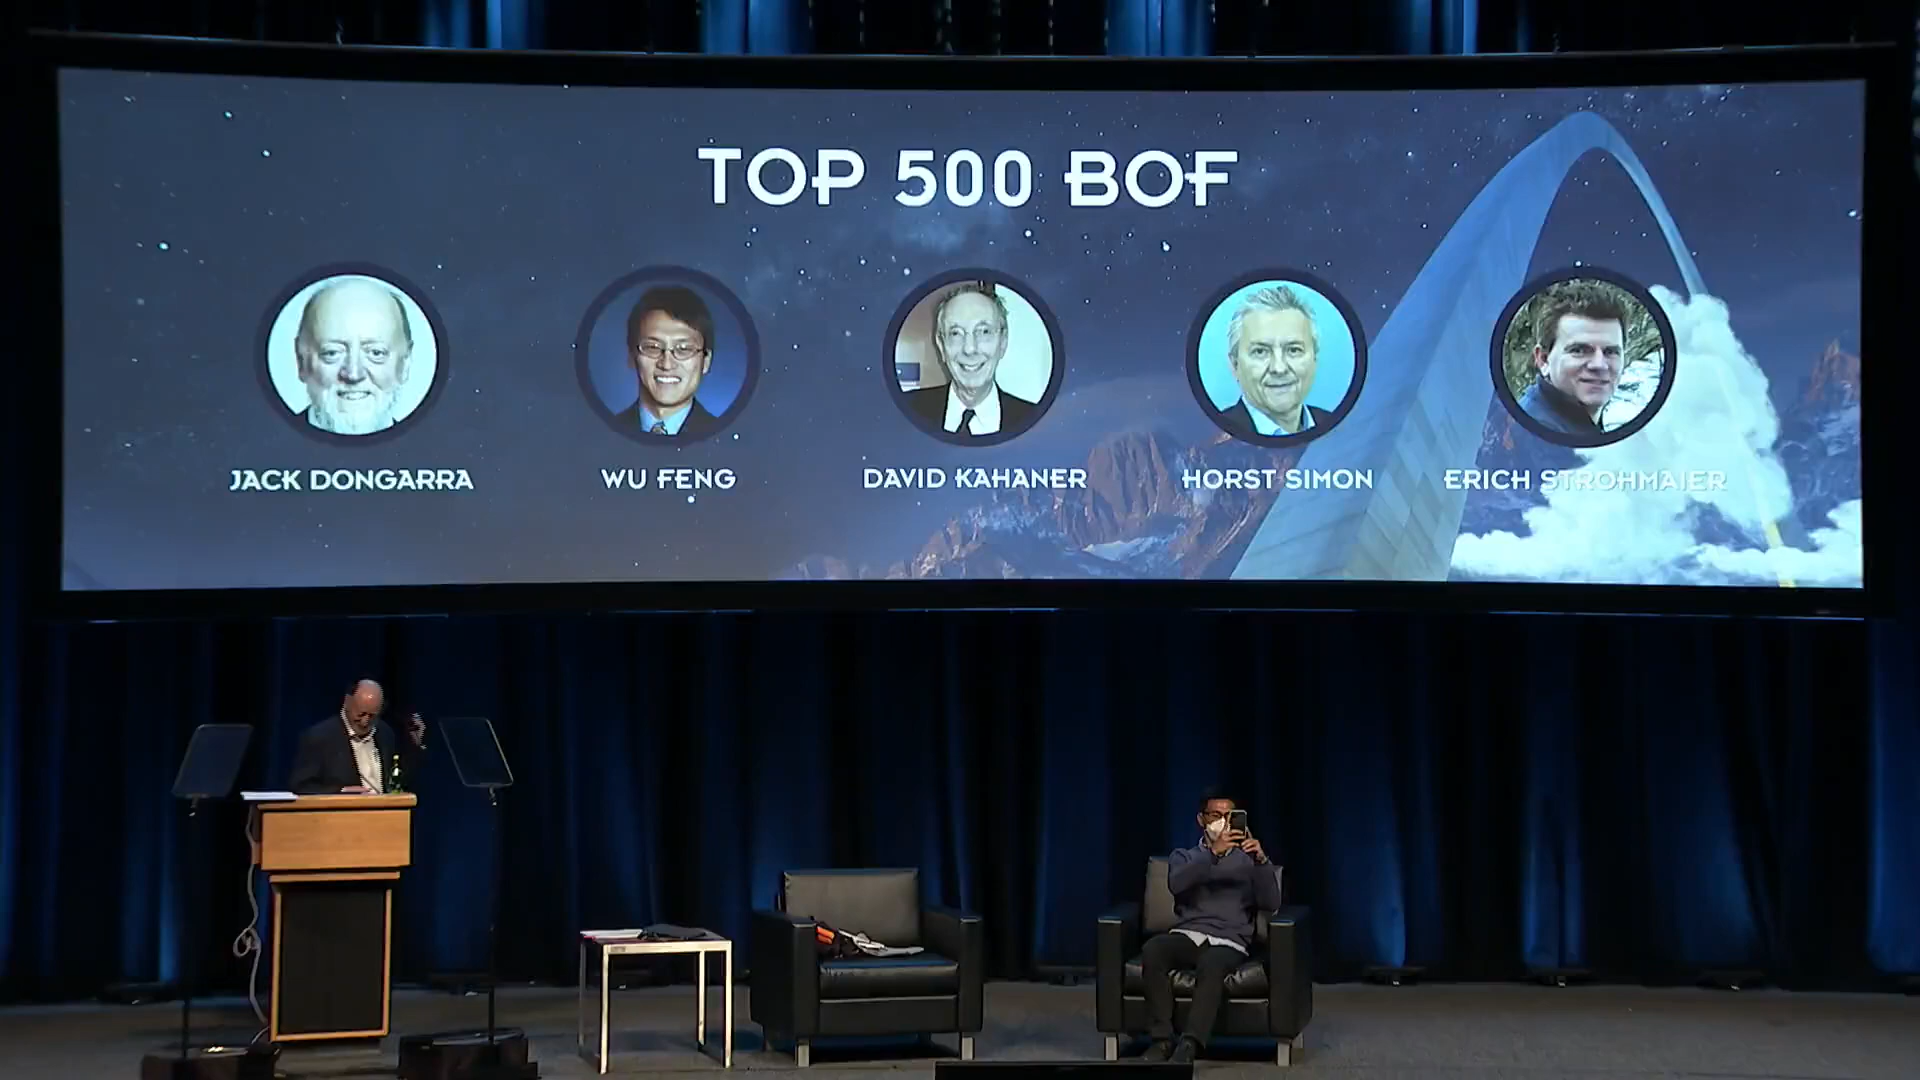 TOP 500 BOF
JACK DONGARRA
WU FENG
DAVID KAHANER
HORST SIMON
ERICH STROHMAIER